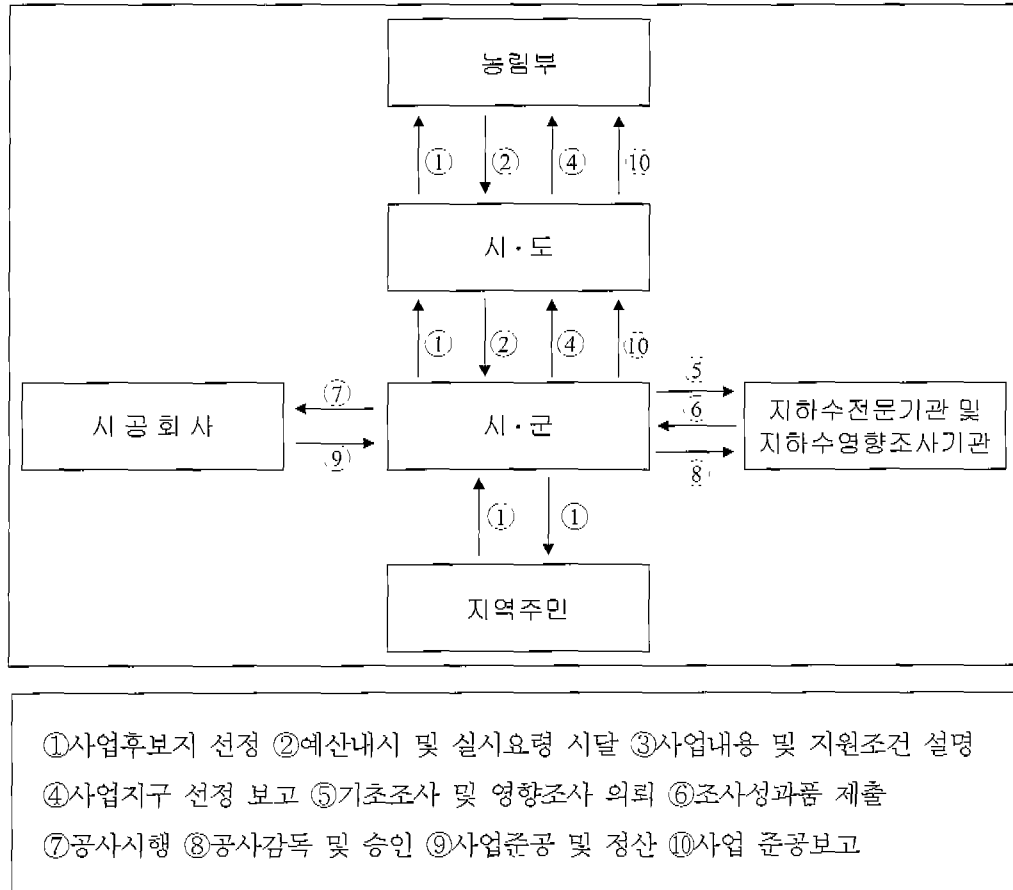 농림부
① ② ④ ⑩
시·도
① ② ④ ⑩
⑤
⑦ ⑥
시공회사 시·군 지하수전문기관 및
지하수영향조사기관
⑨ ⑧
① ①
지역주민
①사업후보지 선정 ②예산내시 및 실시요령 시달 ③사업내용 및 지원조건 설명
④사업지구 선정 보고 ⑤기초조사 및 영향조사 의뢰 ⑥조사성과품 제출
⑦공사시행 ⑧공사감독 및 승인 ⑨사업준공 및 정산 ⑩사업 준공보고